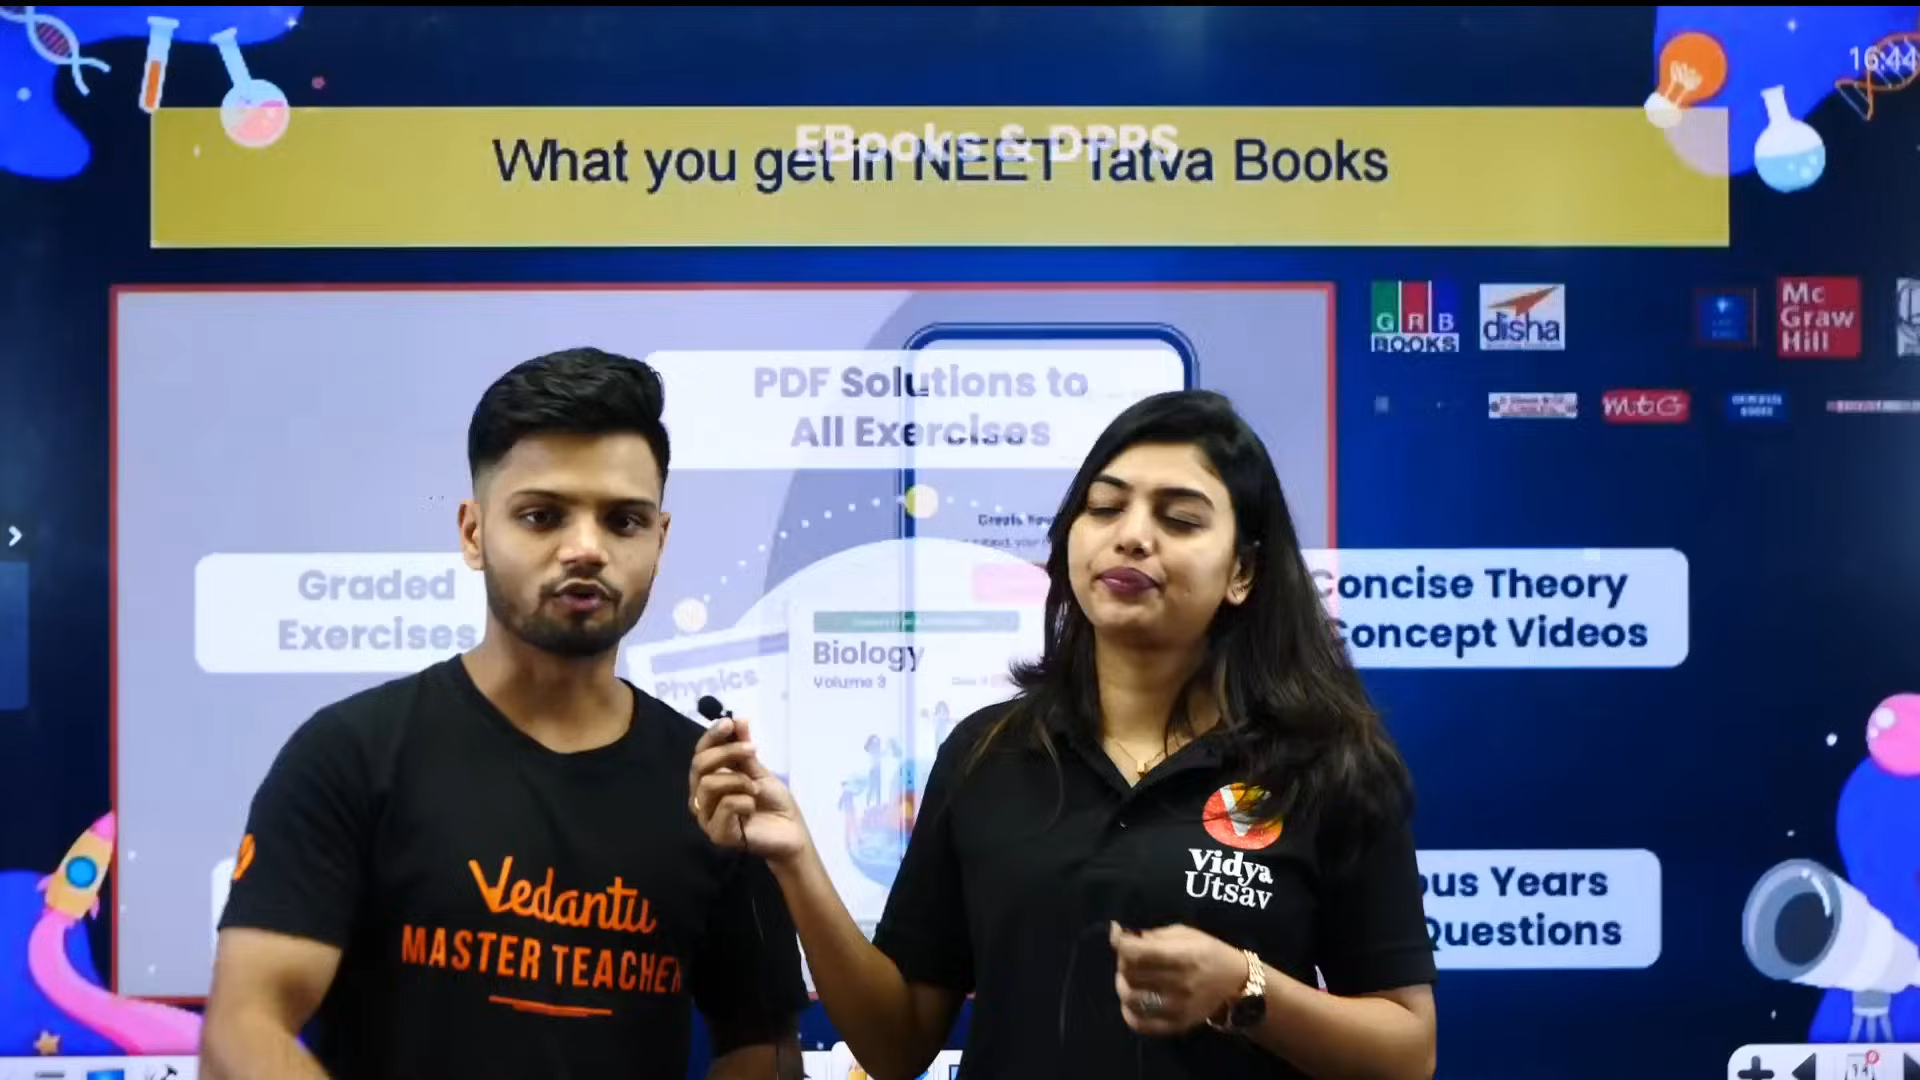 16:44
EBooks & DPPS
What you get in NEET Tatva Books
GRB
BOOKS
disha
Mc
Graw
Hill
MtG
PDF Solutions to
All Exercises
Graded
Exercises
Concise Theory
Concept Videos
Biology
Volume 3
Physics
Vedantu
MASTER TEACHER
Vidya
Utsav
ous Years
Questions